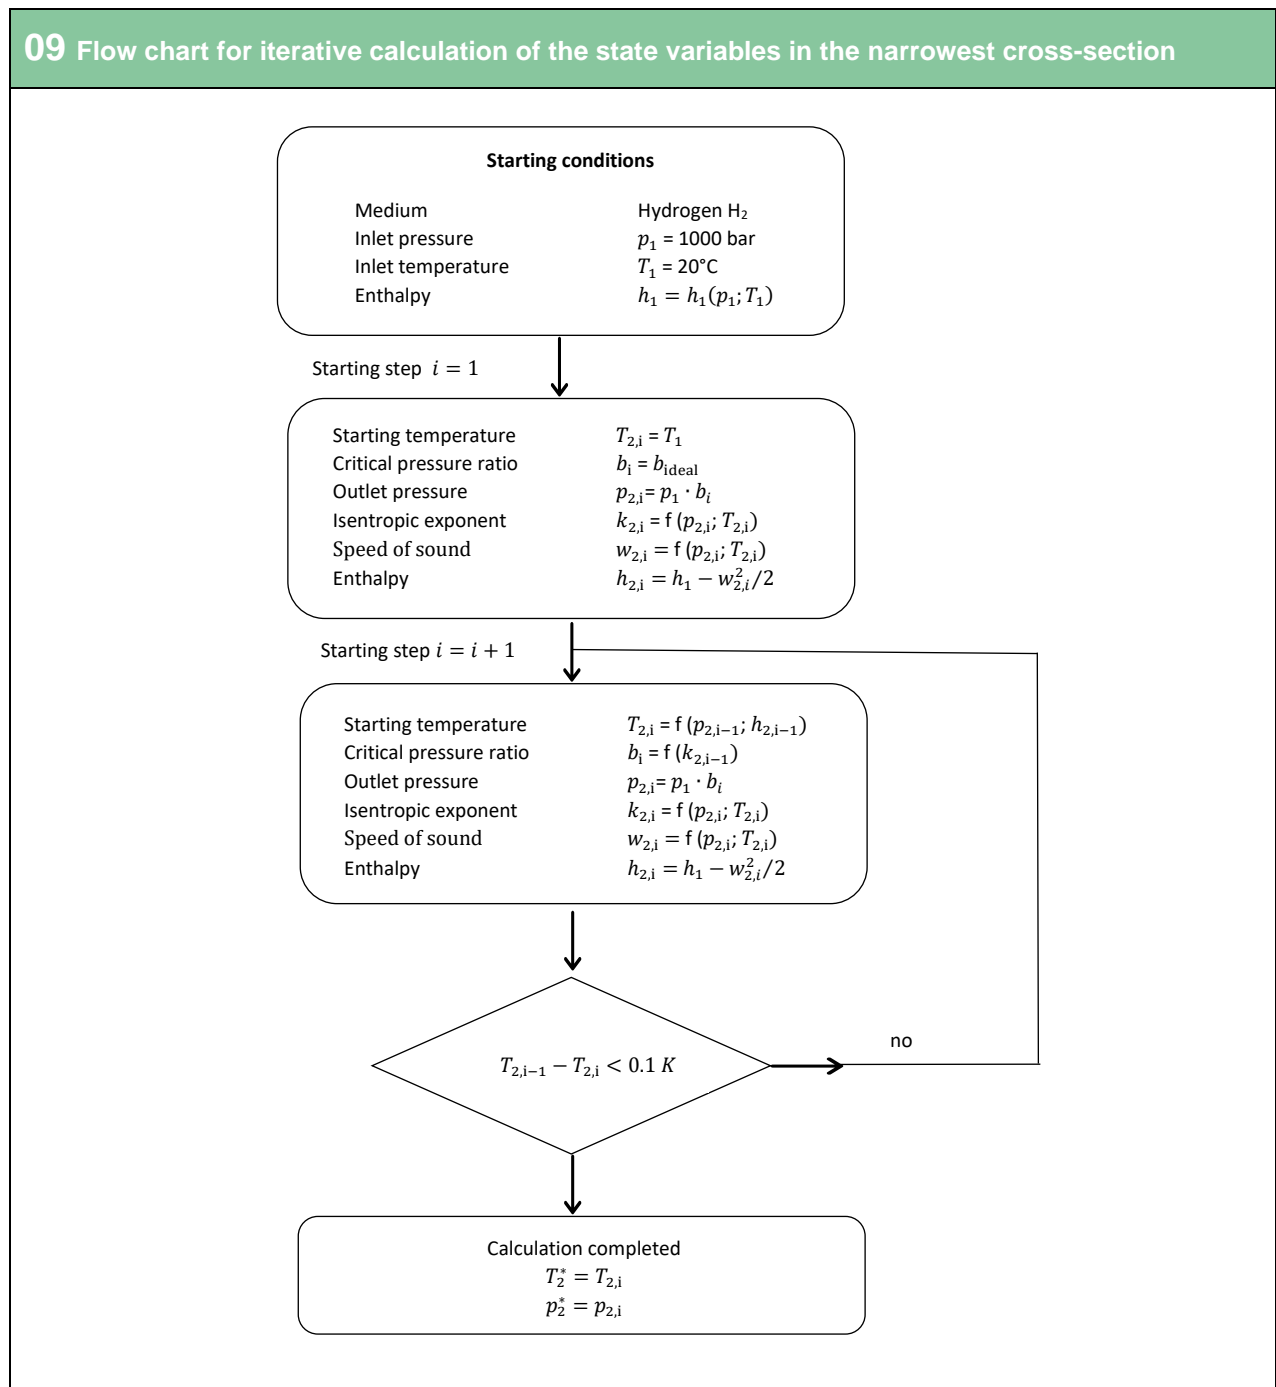 09 Flow chart for iterative calculation of the state variables in the narrowest cross-section
Starting conditions
Medium Hydrogen H₂
Inlet pressure p₁ = 1000 bar
Inlet temperature T₁ = 20°C
Enthalpy h₁ = h₁(p₁; T₁)
Starting step i = 1
Starting temperature T₂,ᵢ = T₁
Critical pressure ratio bᵢ = b_ideal
Outlet pressure p₂,ᵢ= p₁ · bᵢ
Isentropic exponent k₂,ᵢ = f (p₂,ᵢ; T₂,ᵢ)
Speed of sound w₂,ᵢ = f (p₂,ᵢ; T₂,ᵢ)
Enthalpy h₂,ᵢ = h₁ − w²₂,ᵢ/2
Starting step i = i + 1
Starting temperature T₂,ᵢ = f (p₂,ᵢ₋₁; h₂,ᵢ₋₁)
Critical pressure ratio bᵢ = f (k₂,ᵢ₋₁)
Outlet pressure p₂,ᵢ= p₁ · bᵢ
Isentropic exponent k₂,ᵢ = f (p₂,ᵢ; T₂,ᵢ)
Speed of sound w₂,ᵢ = f (p₂,ᵢ; T₂,ᵢ)
Enthalpy h₂,ᵢ = h₁ − w²₂,ᵢ/2
no
T₂,ᵢ₋₁ − T₂,ᵢ < 0.1 K
Calculation completed
T₂* = T₂,ᵢ
p₂* = p₂,ᵢ